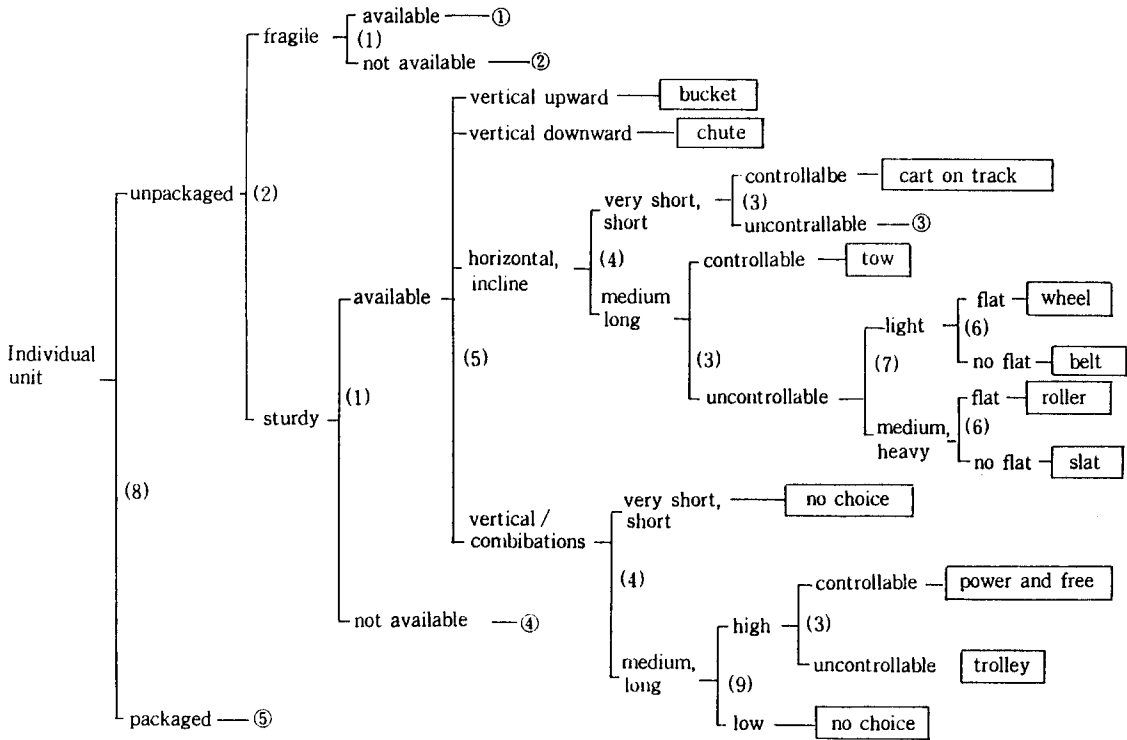 available ①
fragile (1)
not available ②
vertical upward bucket
vertical downward chute
controllalbe cart on track
unpackaged (2) very short, (3)
short uncontrallable ③
horizontal, (4) controllable tow
incline
available medium flat wheel
long light (6)
Individual (5) (7) no flat belt
unit (3)
(1) uncontrollable flat roller
sturdy medium, (6)
heavy no flat slat
(8) very short, no choice
short
vertical /
combibations
(4) controllable power and free
not available ④ high (3)
medium, uncontrollable trolley
long (9)
packaged ⑤ low no choice